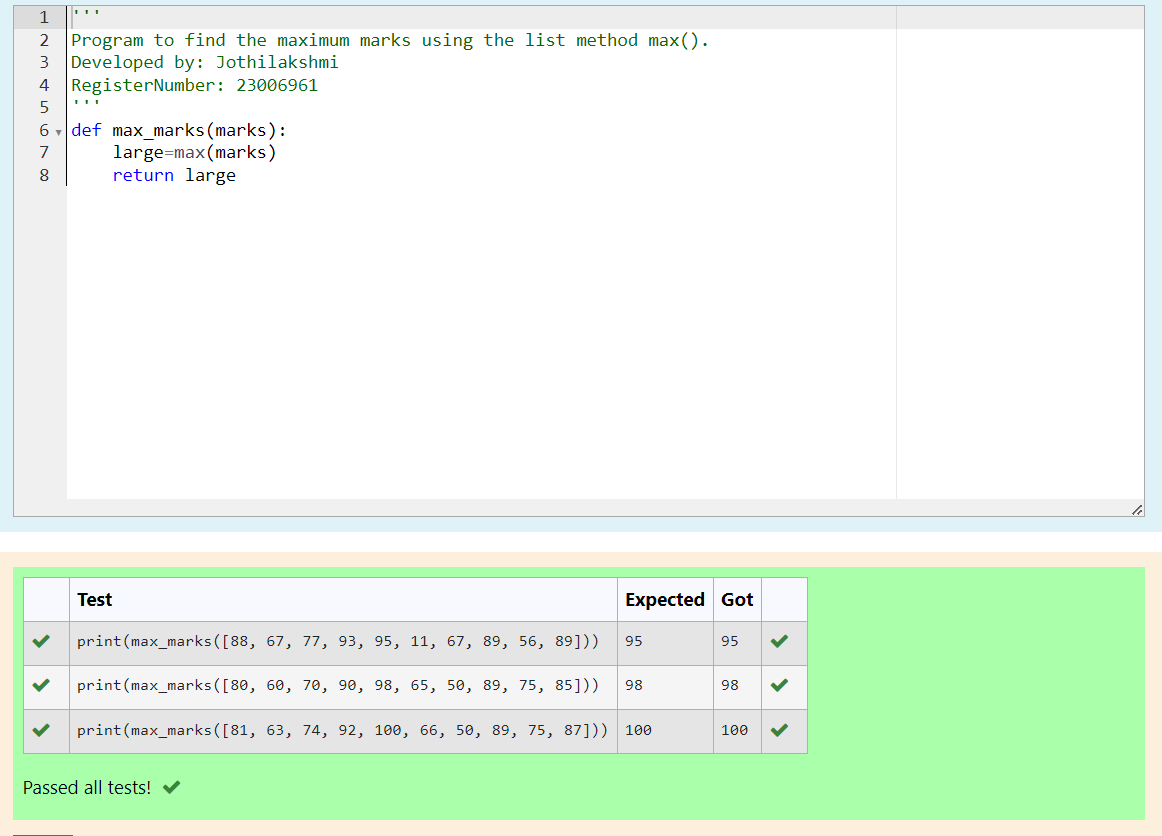 1 '''
2 Program to find the maximum marks using the list method max().
3 Developed by: Jothilakshmi
4 RegisterNumber: 23006961
5 '''
6 def max_marks(marks):
7     large=max(marks)
8     return large
Test Expected Got
print(max_marks([88, 67, 77, 93, 95, 11, 67, 89, 56, 89])) 95 95
print(max_marks([80, 60, 70, 90, 98, 65, 50, 89, 75, 85])) 98 98
print(max_marks([81, 63, 74, 92, 100, 66, 50, 89, 75, 87])) 100 100
Passed all tests!